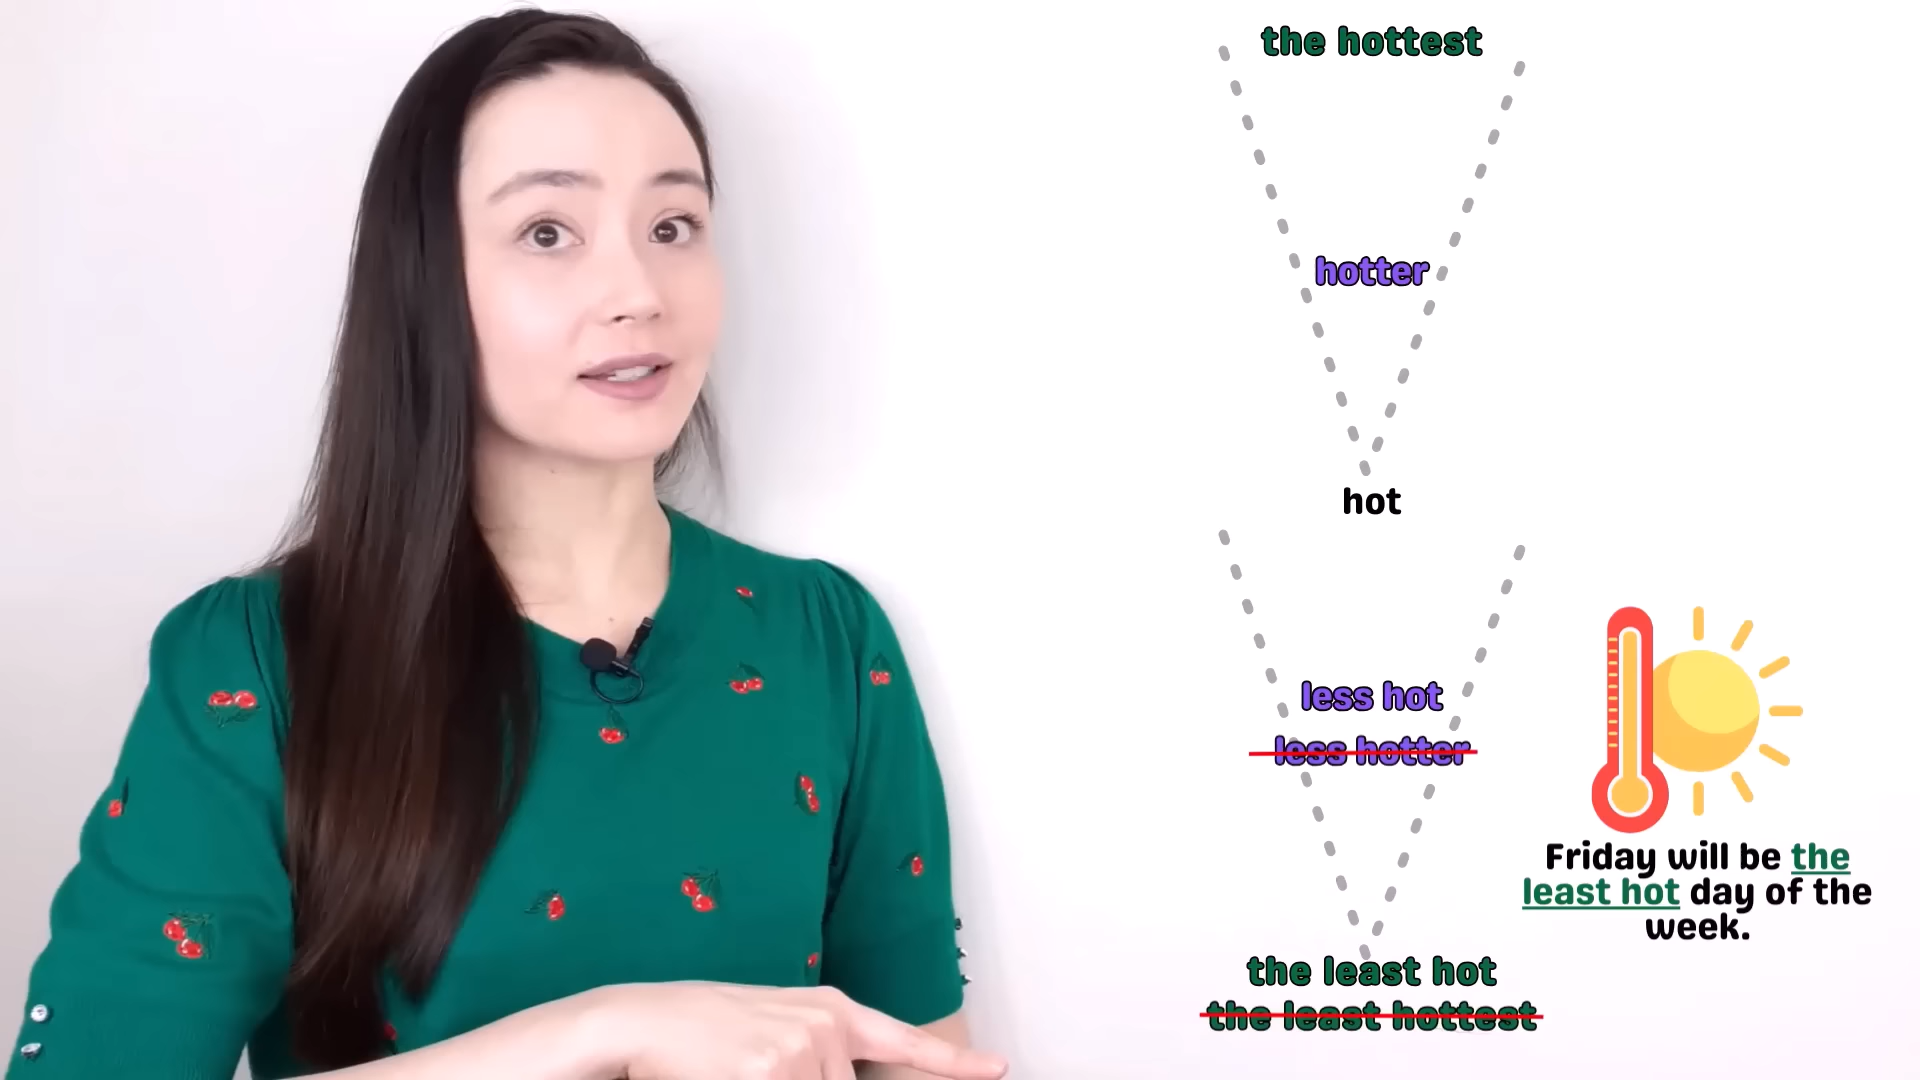 the hottest
hotter
hot
less hot
less hotter
Friday will be the
least hot day of the
week.
the least hot
the least hottest